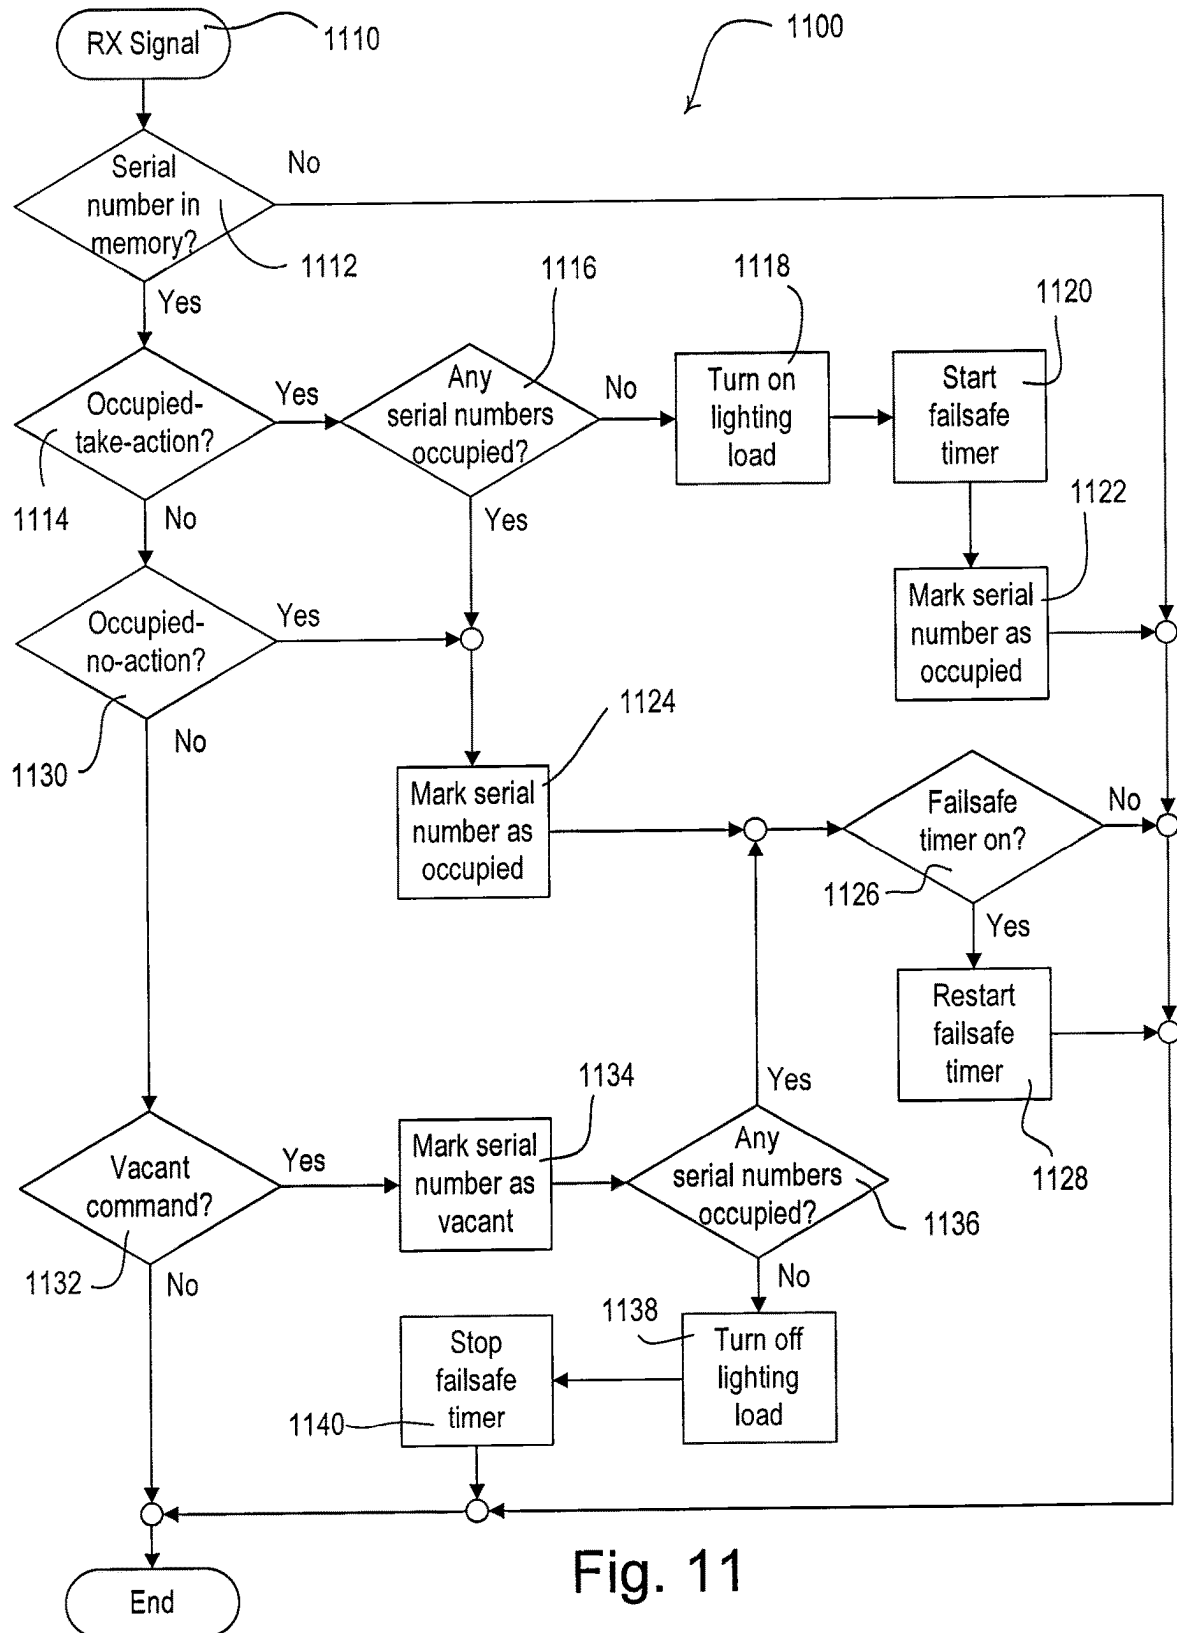 RX Signal
1110
1100
Serial
number in
memory?
No
1112
Yes
1116
1118
1120
Occupied-
take-action?
Yes
Any
serial numbers
occupied?
No
Turn on
lighting
load
Start
failsafe
timer
1114
No
Yes
1122
Occupied-
no-action?
Yes
Mark serial
number as
occupied
1130
No
1124
Mark serial
number as
occupied
Failsafe
timer on?
No
1126
Yes
Restart
failsafe
timer
1128
Vacant
command?
Yes
1134
Mark serial
number as
vacant
Yes
Any
serial numbers
occupied?
1136
1132
No
No
1138
Stop
failsafe
timer
1140
Turn off
lighting
load
Fig. 11
End